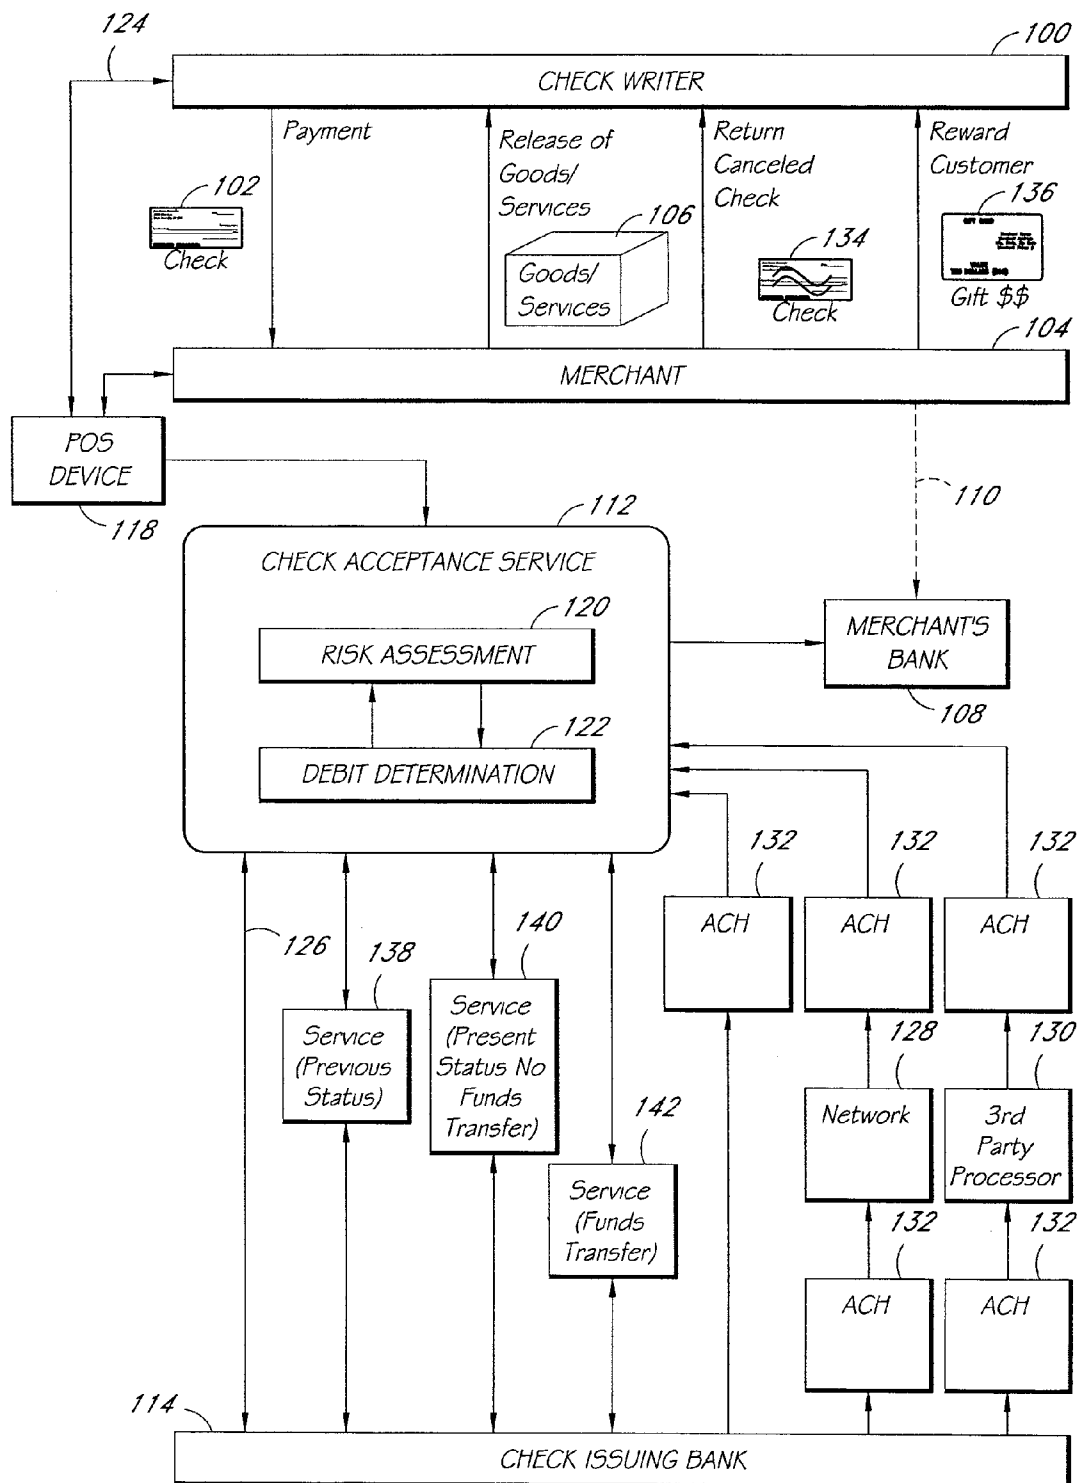 124
100
CHECK WRITER
Payment
Release of
Goods/
Services
Return
Canceled
Check
Reward
Customer
102
Check
106
Goods/
Services
134
Check
136
GIFT CARD
VALUE
Gift $$
104
MERCHANT
POS
DEVICE
118
110
112
CHECK ACCEPTANCE SERVICE
120
RISK ASSESSMENT
122
DEBIT DETERMINATION
MERCHANT'S
BANK
108
132
ACH
132
ACH
132
ACH
126
138
Service
(Previous
Status)
140
Service
(Present
Status No
Funds
Transfer)
142
Service
(Funds
Transfer)
128
Network
130
3rd
Party
Processor
132
ACH
132
ACH
114
CHECK ISSUING BANK